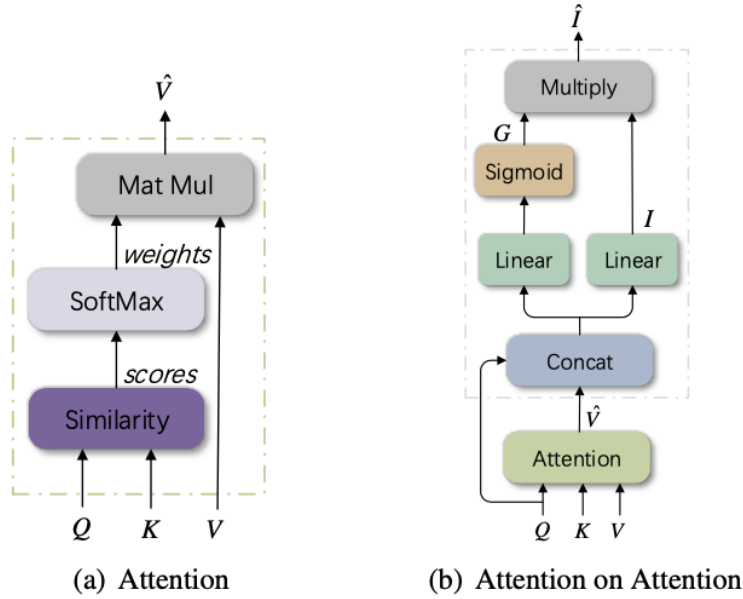 V̂
Mat Mul
weights
SoftMax
scores
Similarity
Q K V
(a) Attention
Î
Multiply
G
Sigmoid
I
Linear Linear
Concat
V̂
Attention
Q K V
(b) Attention on Attention